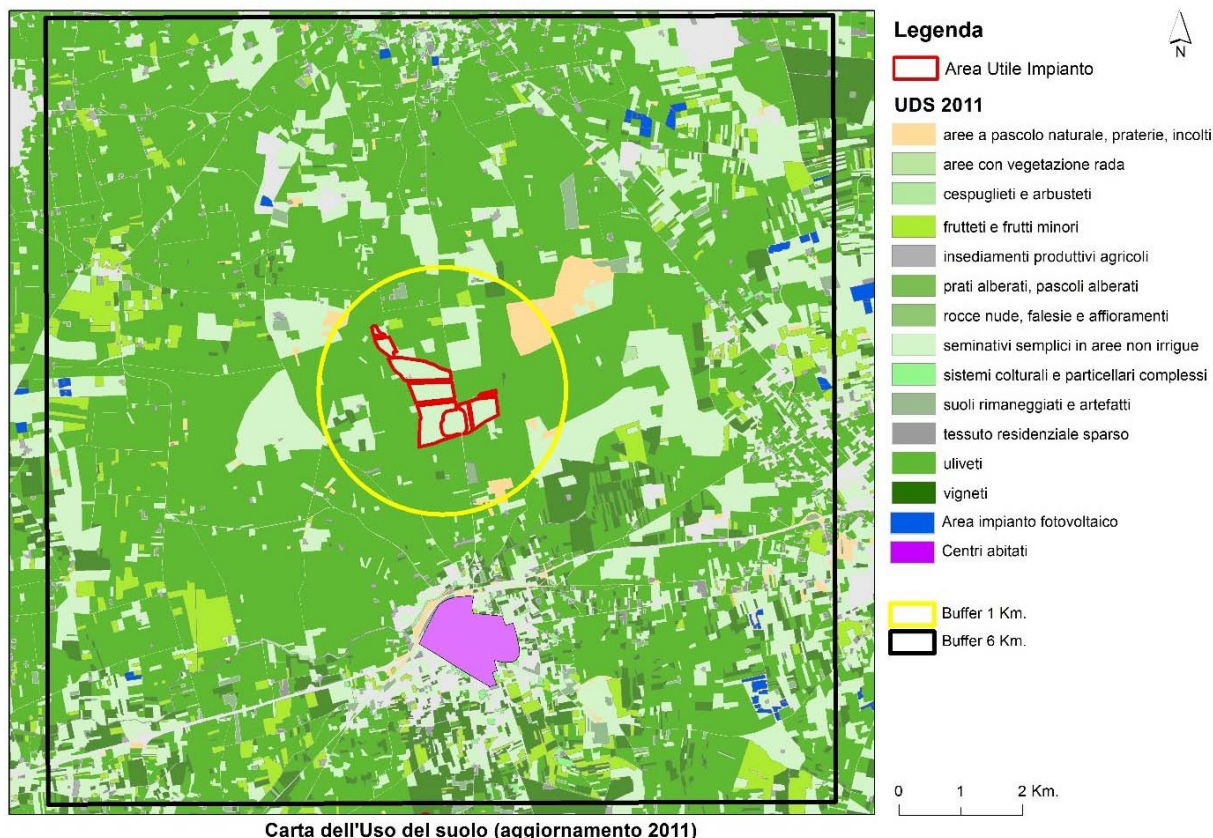 Legenda
N
Area Utile Impianto
UDS 2011
aree a pascolo naturale, praterie, incolti
aree con vegetazione rada
cespuglieti e arbusteti
frutteti e frutti minori
insediamenti produttivi agricoli
prati alberati, pascoli alberati
rocce nude, falesie e affioramenti
seminativi semplici in aree non irrigue
sistemi colturali e particellari complessi
suoli rimaneggiati e artefatti
tessuto residenziale sparso
uliveti
vigneti
Area impianto fotovoltaico
Centri abitati
Buffer 1 Km.
Buffer 6 Km.
0 1 2 Km.
Carta dell'Uso del suolo (aggiornamento 2011)